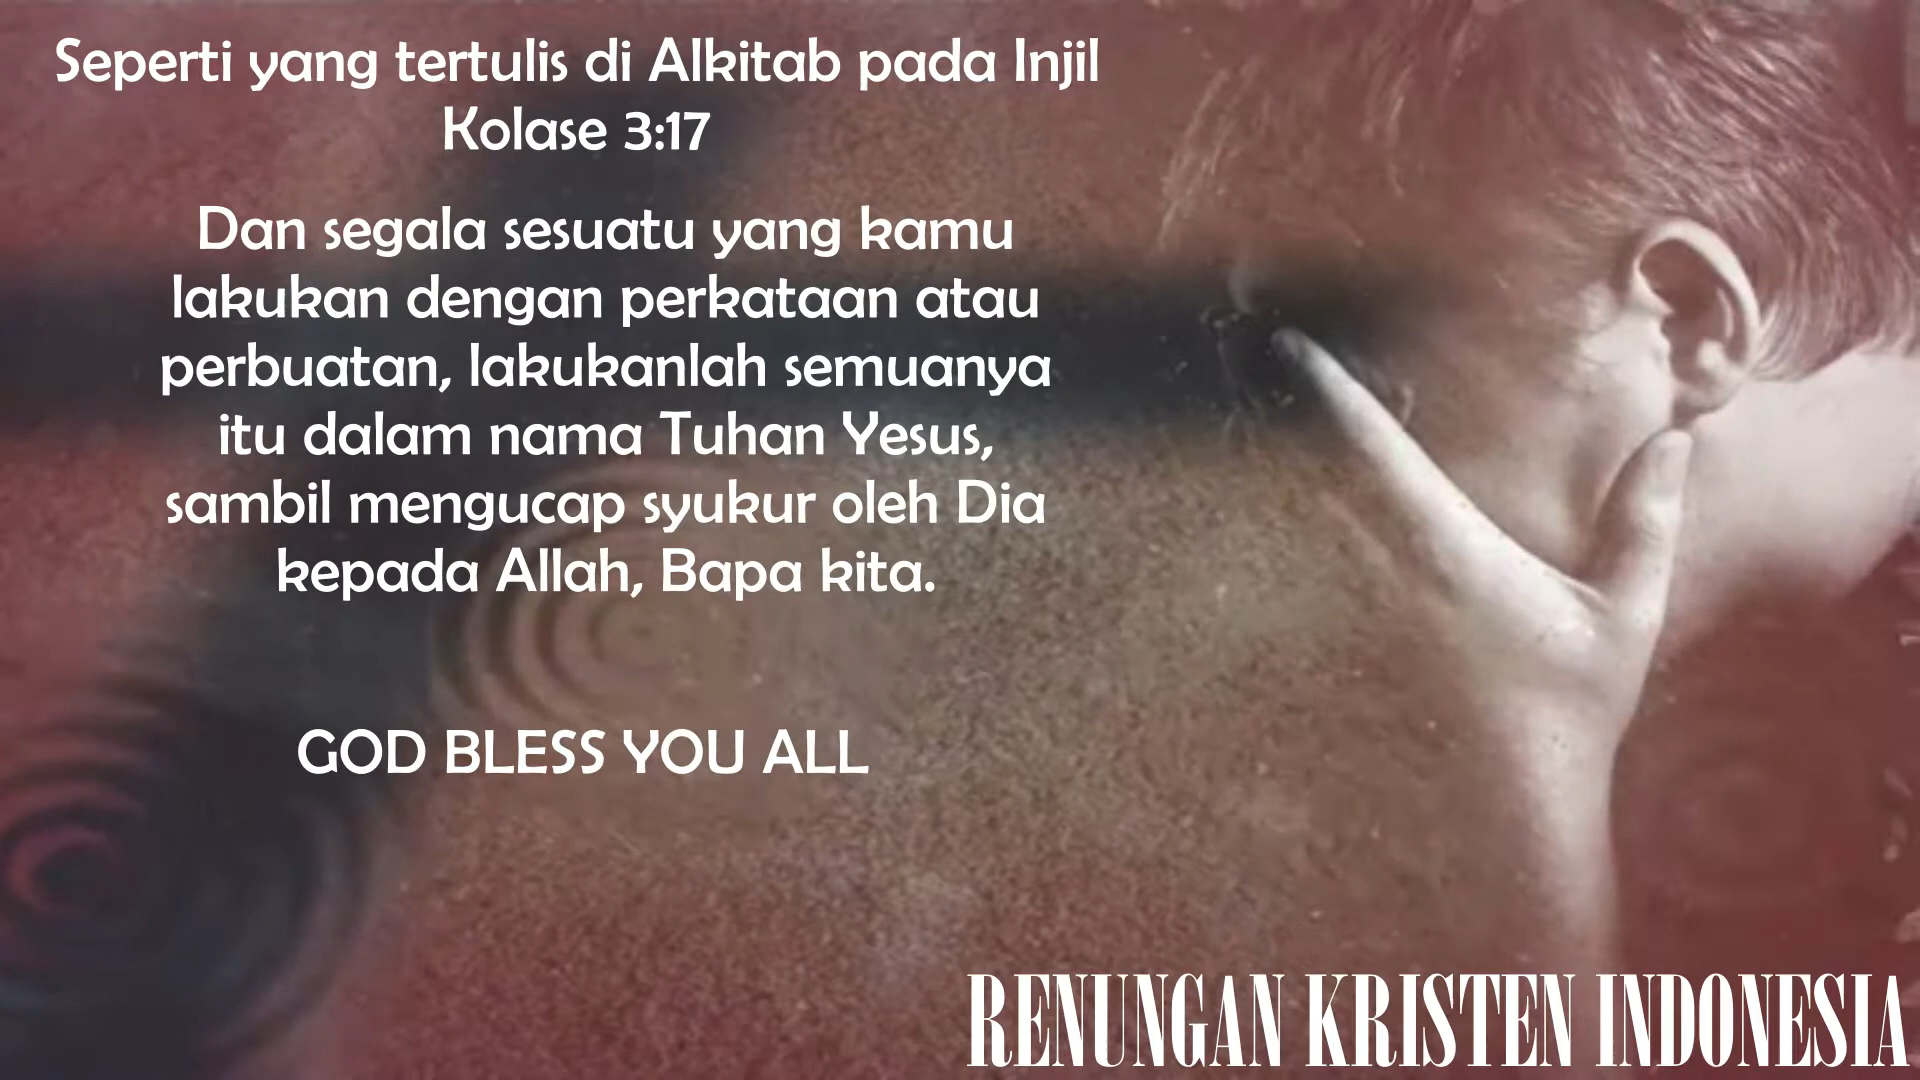 Seperti yang tertulis di Alkitab pada Injil
Kolase 3:17
Dan segala sesuatu yang kamu
lakukan dengan perkataan atau
perbuatan, lakukanlah semuanya
itu dalam nama Tuhan Yesus,
sambil mengucap syukur oleh Dia
kepada Allah, Bapa kita.
GOD BLESS YOU ALL
RENUNGAN KRISTEN INDONESIA